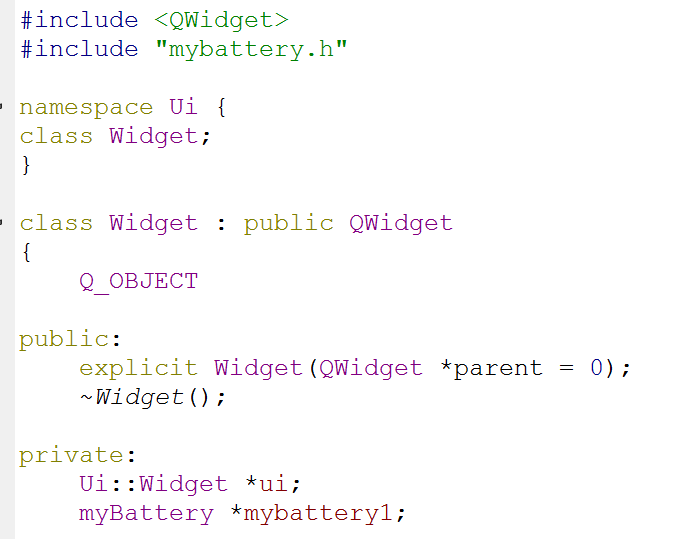 #include <QWidget>
#include "mybattery.h"
namespace Ui {
class Widget;
}
class Widget : public QWidget
{
Q_OBJECT
public:
explicit Widget(QWidget *parent = 0);
~Widget();
private:
Ui::Widget *ui;
myBattery *mybattery1;